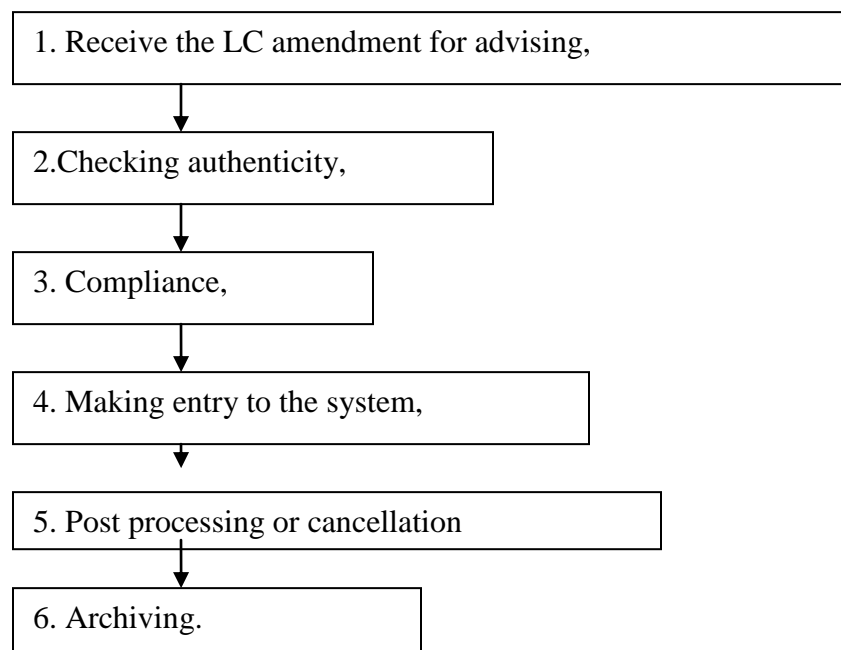 1. Receive the LC amendment for advising,
2.Checking authenticity,
3. Compliance,
4. Making entry to the system,
5. Post processing or cancellation
6. Archiving.